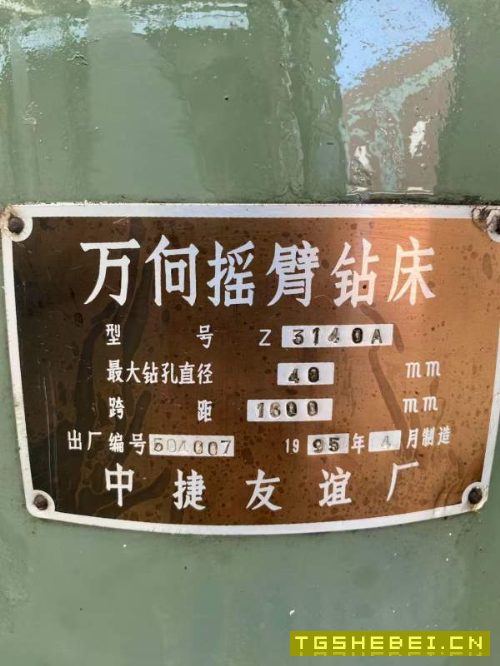 万向摇臂钻床
型号 Z 3140A
最大钻孔直径 40 mm
跨距 1600 mm
出厂编号 504007 1995年4月制造
中捷友谊厂
TGSHEBEI.CN